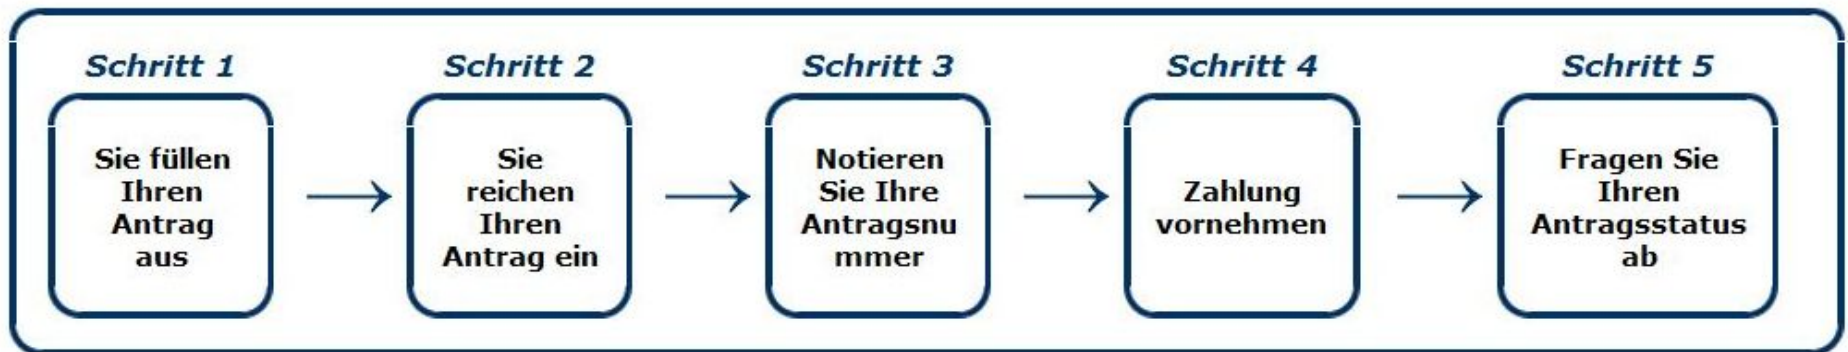 Schritt 1
Sie füllen
Ihren
Antrag
aus
Schritt 2
Sie
reichen
Ihren
Antrag ein
Schritt 3
Notieren
Sie Ihre
Antragsnu
mmer
Schritt 4
Zahlung
vornehmen
Schritt 5
Fragen Sie
Ihren
Antragsstatus
ab